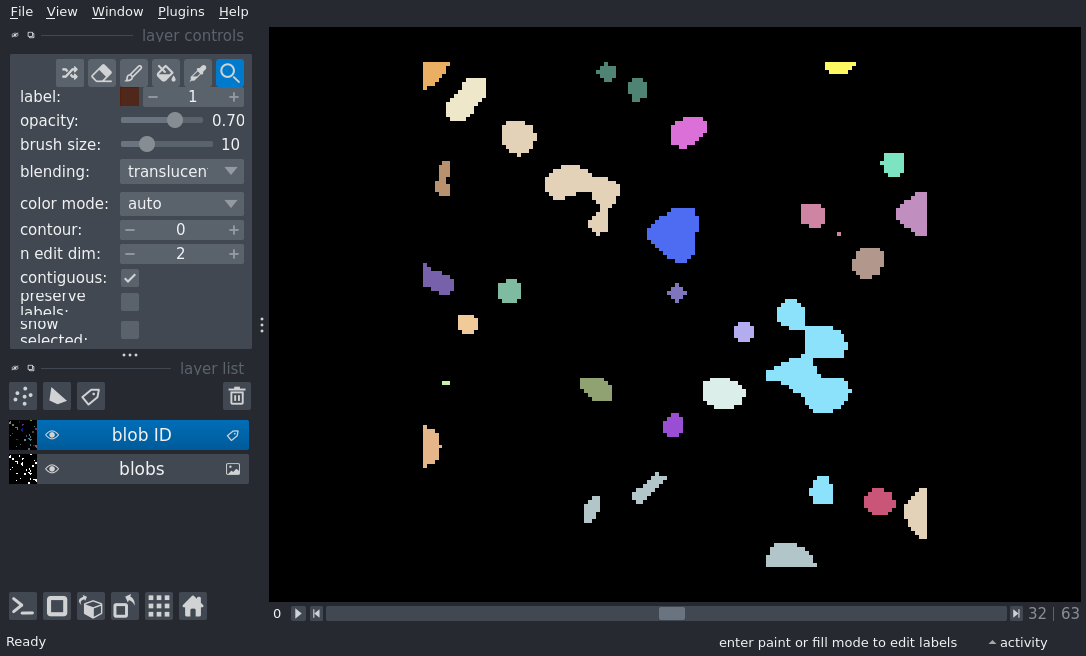 File View Window Plugins Help
layer controls
label: 1
opacity: 0.70
brush size: 10
blending: translucen
color mode: auto
contour: 0
n edit dim: 2
contiguous:
preserve
labels:
show
selected:
layer list
blob ID
blobs
0 32 | 63
Ready enter paint or fill mode to edit labels activity